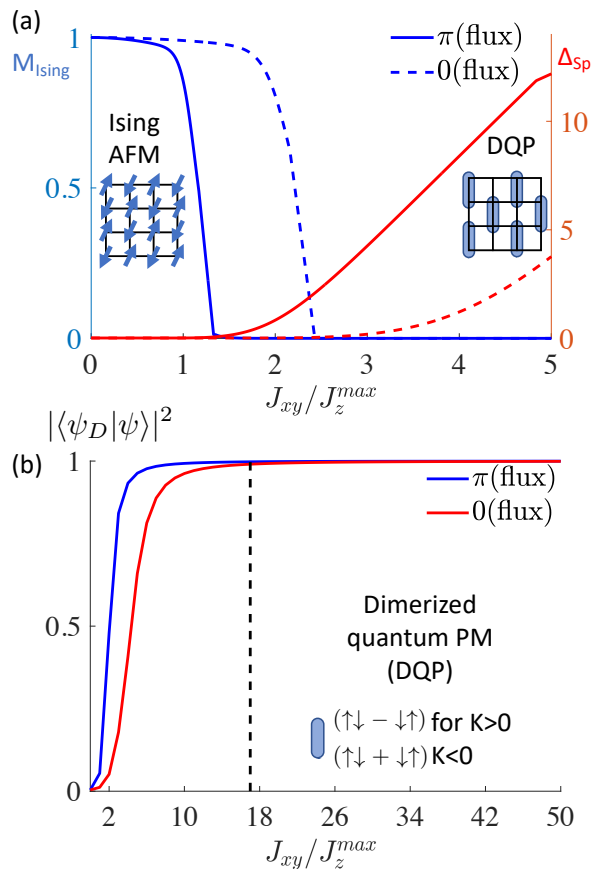 (a)
1
M_Ising
0.5
0
π(flux)
0(flux)
Δ_Sp
10
5
0
Ising
AFM
DQP
0 1 2 3 4 5
J_xy/J_z^max
|⟨ψ_D|ψ⟩|²
(b)
1
0.5
0
π(flux)
0(flux)
Dimerized
quantum PM
(DQP)
(↑↓ − ↓↑) for K>0
(↑↓ + ↓↑) K<0
2 10 18 26 34 42 50
J_xy/J_z^max